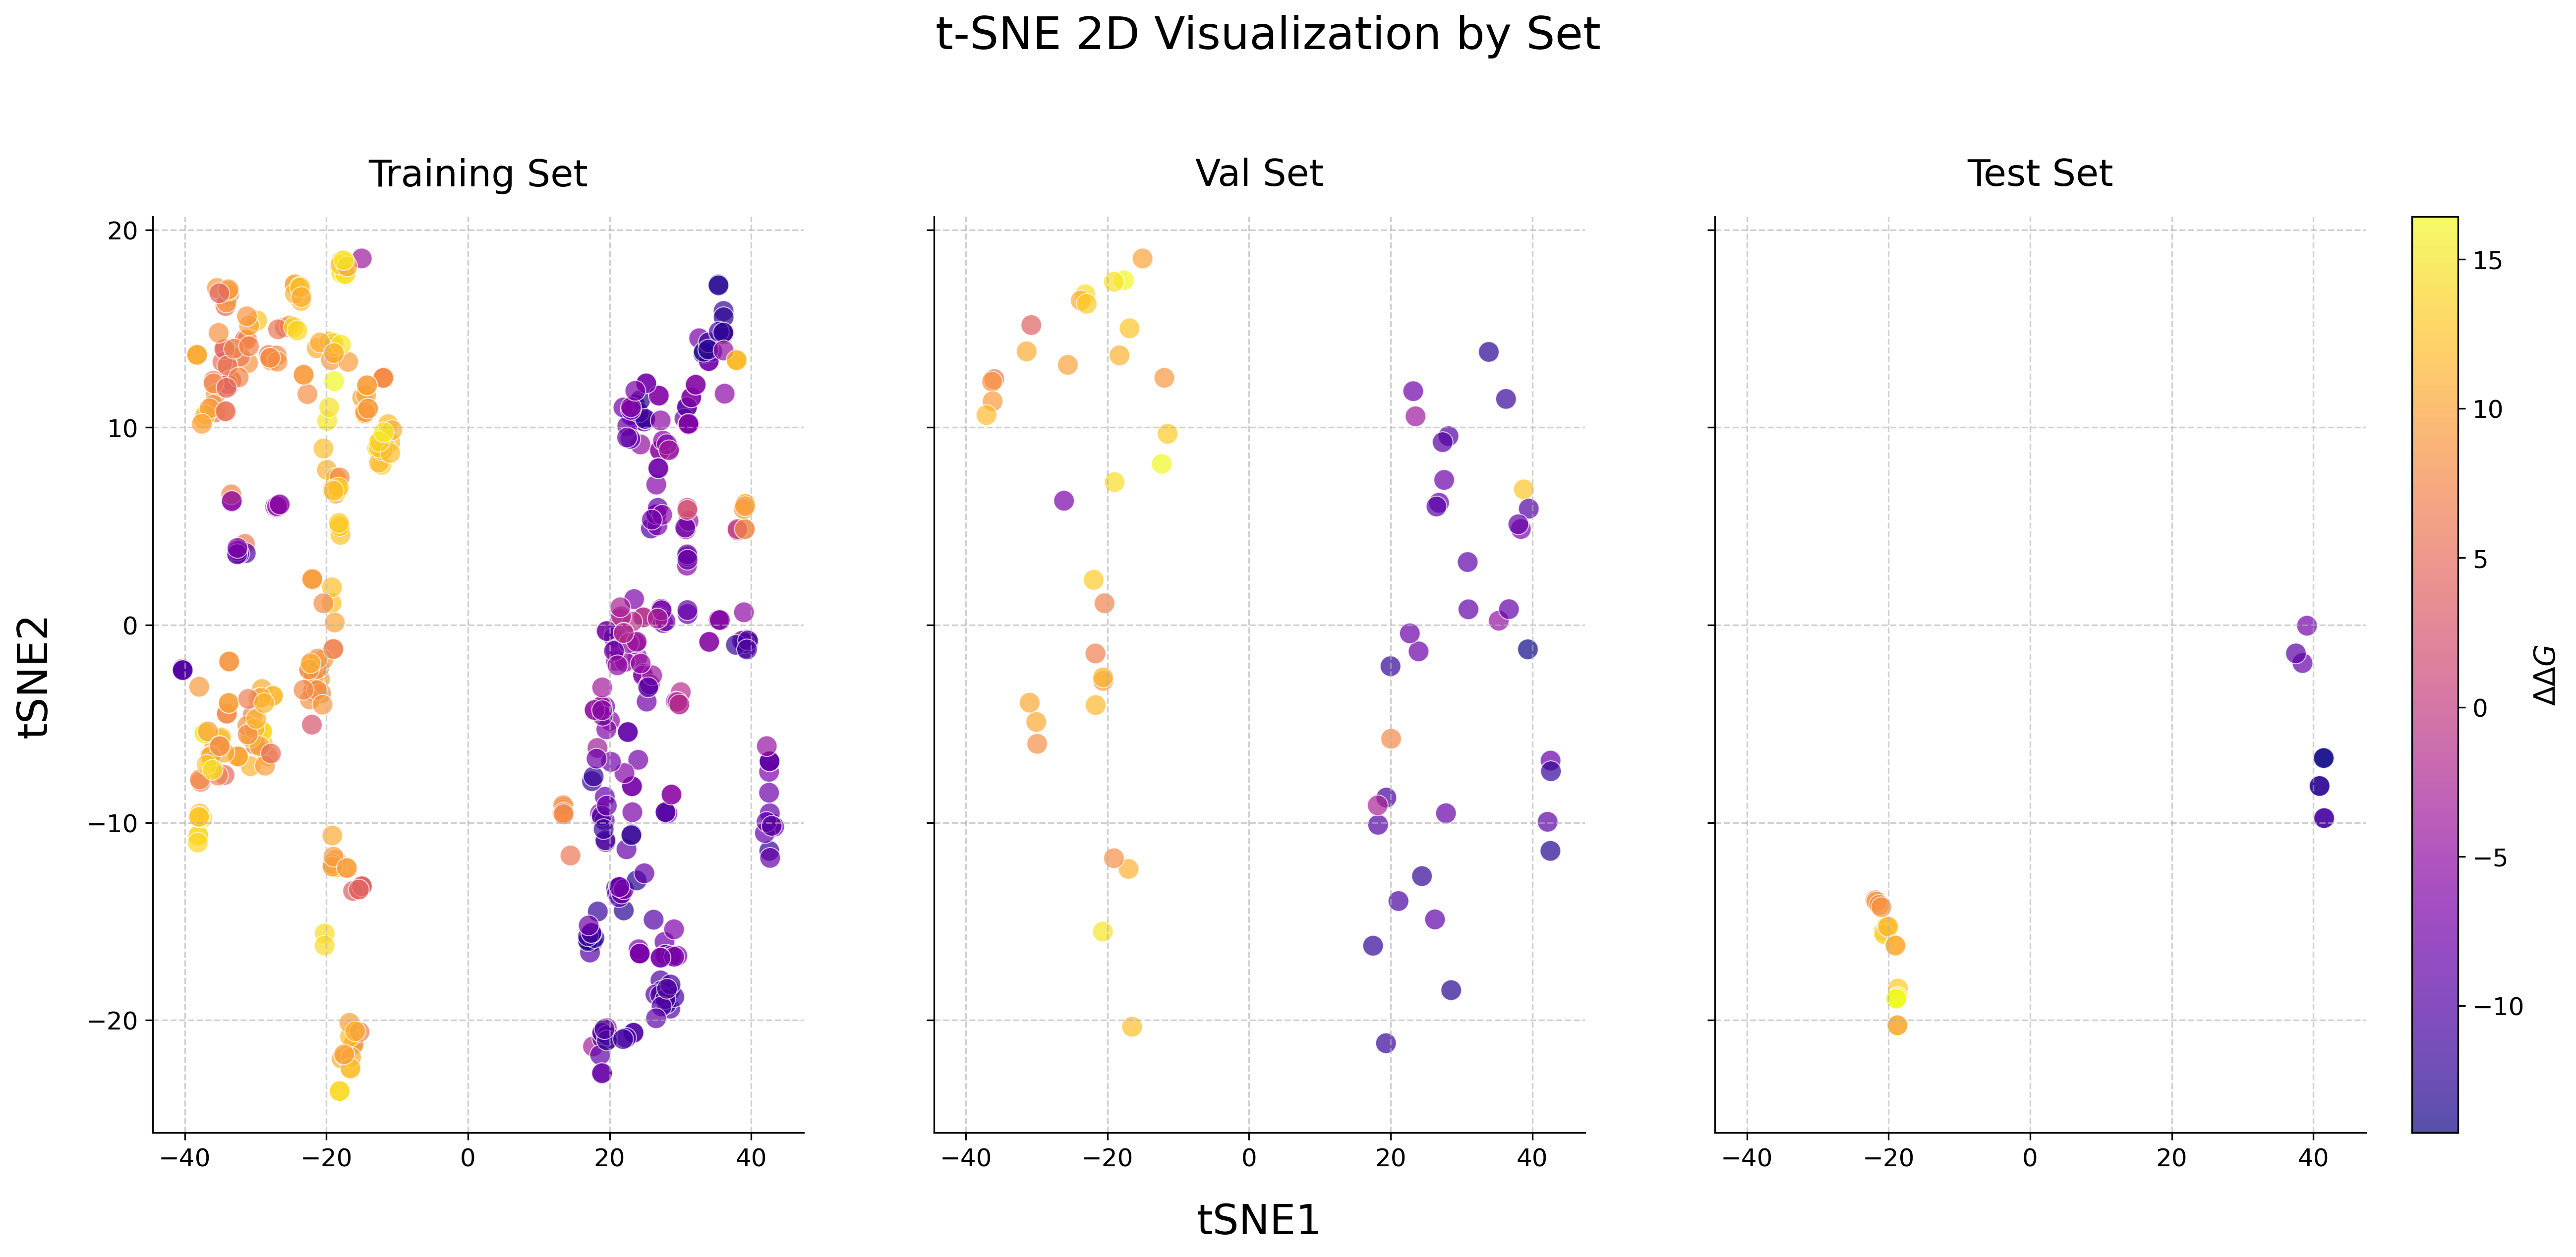 t-SNE 2D Visualization by Set
Training Set
Val Set
Test Set
20
10
0
−10
−20
tSNE2
−40 −20 0 20 40
−40 −20 0 20 40
−40 −20 0 20 40
tSNE1
15
10
5
0
−5
−10
ΔΔG